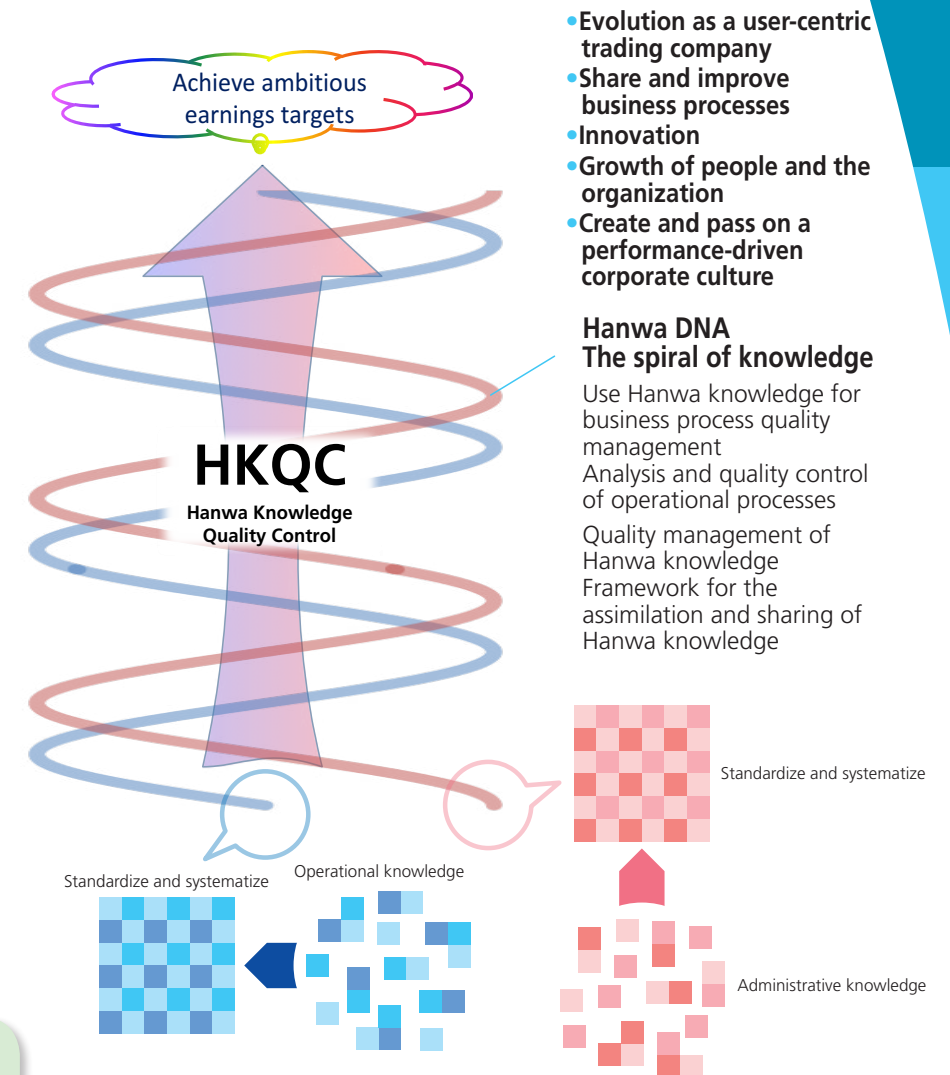 Achieve ambitious
earnings targets
•Evolution as a user-centric
trading company
•Share and improve
business processes
•Innovation
•Growth of people and the
organization
•Create and pass on a
performance-driven
corporate culture
Hanwa DNA
The spiral of knowledge
Use Hanwa knowledge for
business process quality
management
Analysis and quality control
of operational processes
Quality management of
Hanwa knowledge
Framework for the
assimilation and sharing of
Hanwa knowledge
HKQC
Hanwa Knowledge
Quality Control
Standardize and systematize
Operational knowledge
Standardize and systematize
Administrative knowledge